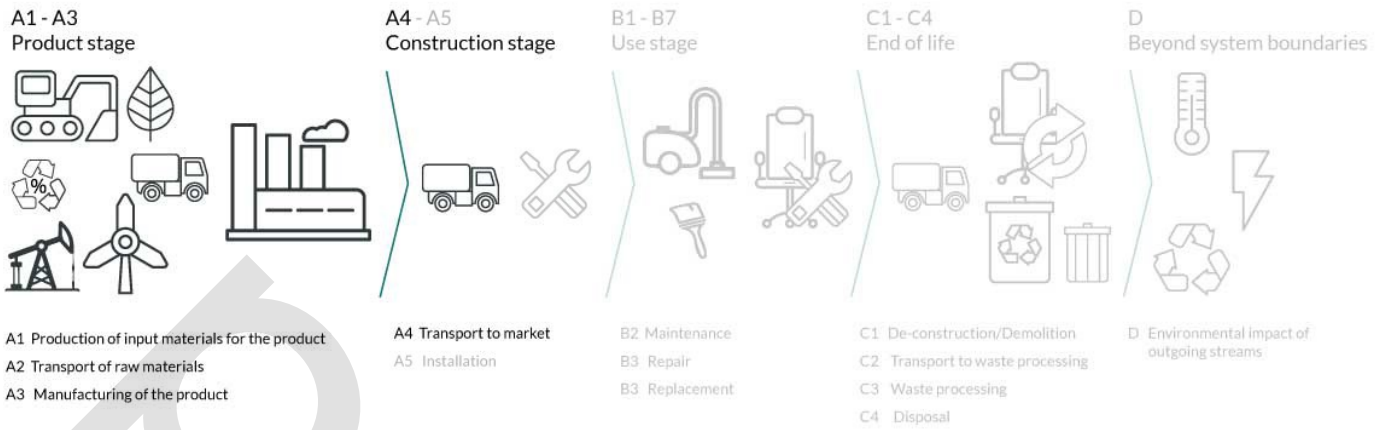 A1 - A3
Product stage
A4 - A5
Construction stage
B1 - B7
Use stage
C1 - C4
End of life
D
Beyond system boundaries
%
A1 Production of input materials for the product
A2 Transport of raw materials
A3 Manufacturing of the product
A4 Transport to market
A5 Installation
B2 Maintenance
B3 Repair
B3 Replacement
C1 De-construction/Demolition
C2 Transport to waste processing
C3 Waste processing
C4 Disposal
D Environmental impact of
outgoing streams